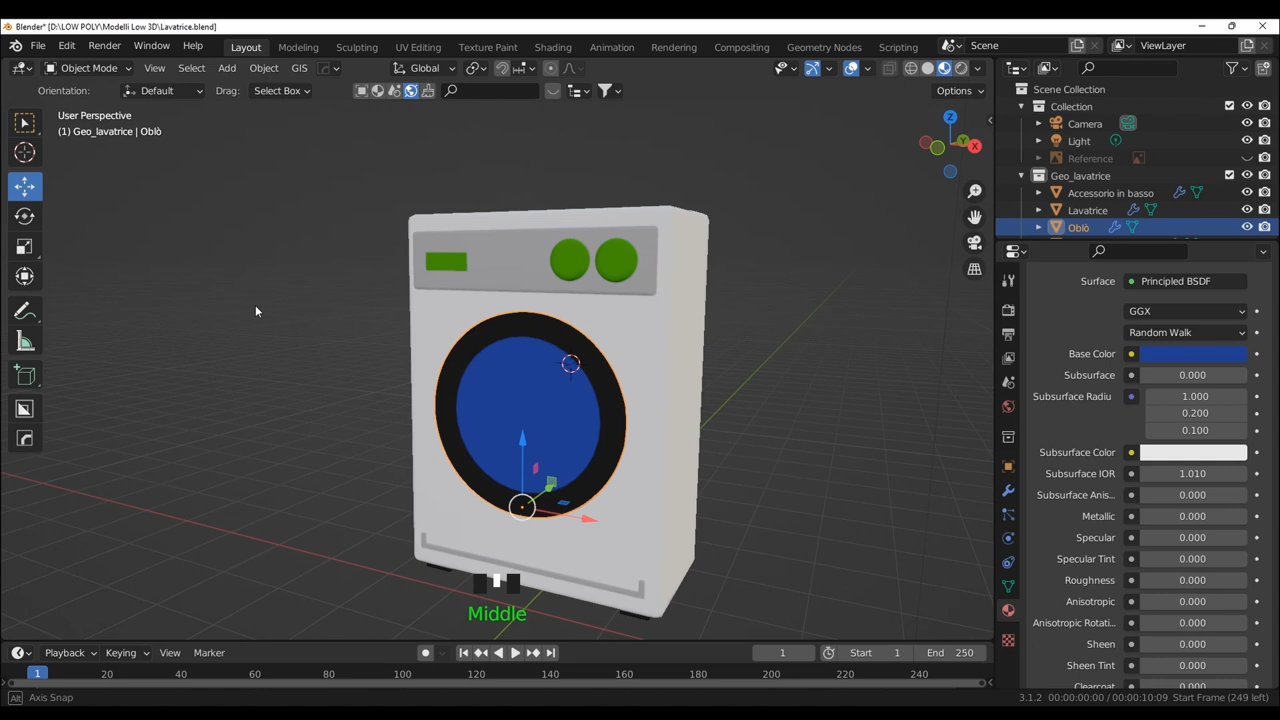 Blender* [D:\LOW POLY\Modelli Low 3D\Lavatrice.blend]
File Edit Render Window Help Layout Modeling Sculpting UV Editing Texture Paint Shading Animation Rendering Compositing Geometry Nodes Scripting Scene ViewLayer
Object Mode View Select Add Object GIS Global
Orientation: Default Drag: Select Box Options
User Perspective
(1) Geo_lavatrice | Oblò
Z
Y
X
Scene Collection
Collection
Camera
Light
Reference
Geo_lavatrice
Accessorio in basso
Lavatrice
Oblò
Surface Principled BSDF
GGX
Random Walk
Base Color
Subsurface 0.000
Subsurface Radiu 1.000
0.200
0.100
Subsurface Color
Subsurface IOR 1.010
Subsurface Anis... 0.000
Metallic 0.000
Specular 0.000
Specular Tint 0.000
Roughness 0.000
Anisotropic 0.000
Anisotropic Rotati... 0.000
Sheen 0.000
Sheen Tint 0.000
Clearcoat 0.000
Middle
Playback Keying View Marker 1 Start 1 End 250
1 20 40 60 80 100 120 140 160 180 200 220 240
Alt Axis Snap 3.1.2 00:00:00:00 / 00:00:10:09 Start Frame (249 left)